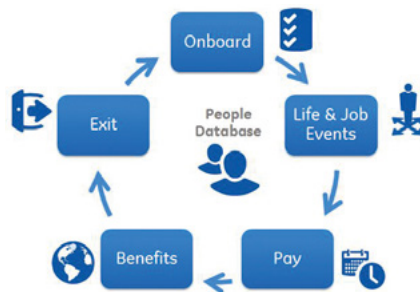 Onboard
Life & Job
Events
Pay
Benefits
Exit
People
Database